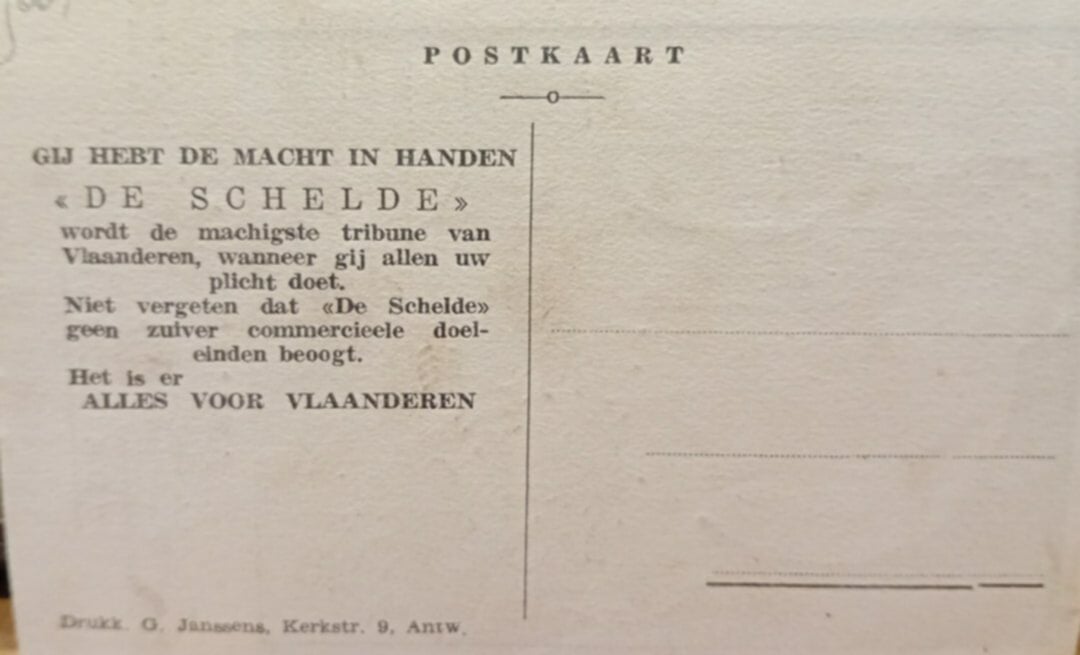 POSTKAART
GIJ HEBT DE MACHT IN HANDEN
«DE SCHELDE»
wordt de machigste tribune van
Vlaanderen, wanneer gij allen uw
plicht doet.
Niet vergeten dat «De Schelde»
geen zuiver commercieele doel-
einden beoogt.
Het is er
ALLES VOOR VLAANDEREN
Drukk. G. Janssens, Kerkstr. 9, Antw.